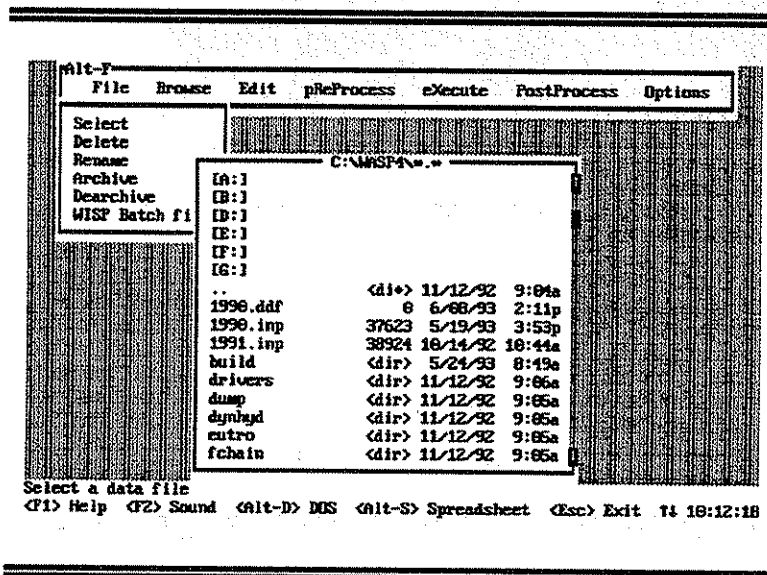 Alt-F
File Browse Edit pReProcess eXecute PostProcess Options
Select
Delete
Rename
Archive
Dearchive
WISP Batch fi
C:\WASP4\*.*
[A:]
[B:]
[D:]
[E:]
[F:]
[G:]
.. <di+> 11/12/92 9:04a
1990.ddf 0 6/08/93 2:11p
1990.inp 37623 5/19/93 3:53p
1991.inp 38924 10/14/92 10:44a
build <dir> 5/24/93 8:49a
drivers <dir> 11/12/92 9:06a
dump <dir> 11/12/92 9:05a
dynhyd <dir> 11/12/92 9:05a
eutro <dir> 11/12/92 9:05a
fchain <dir> 11/12/92 9:05a
Select a data file
<F1> Help <F2> Sound <Alt-D> DOS <Alt-S> Spreadsheet <Esc> Exit ↑↓ 10:12:18